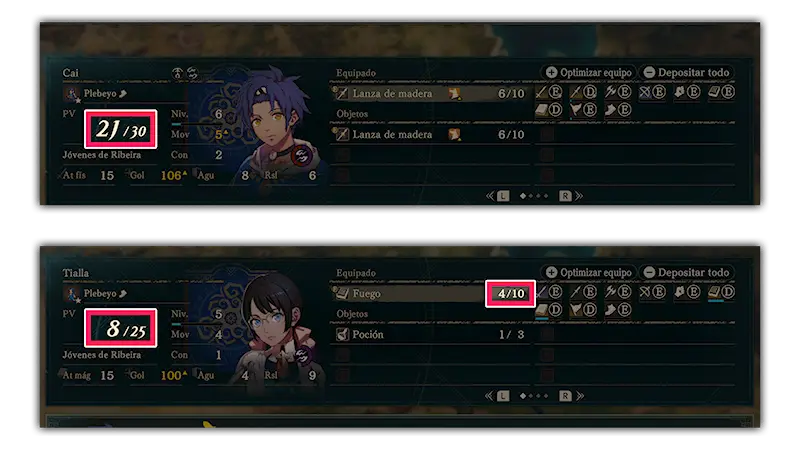 Cai
Plebeyo
PV 21/30
Niv. 6
Mov 5
Jóvenes de Ribeira
Con 2
At fís 15 Gol 106 Agu 8 Rsl 6
Equipado
Optimizar equipo
Depositar todo
Lanza de madera 6/10
Objetos
Lanza de madera 6/10
E E E E E E
D D E
L R
Tialla
Plebeyo
PV 8/25
Niv. 5
Mov 4
Jóvenes de Ribeira
Con 1
At mág 15 Gol 100 Agu 4 Rsl 9
Equipado
Optimizar equipo
Depositar todo
Fuego 4/10
Objetos
Poción 1/ 3
E E E E E D
D D E
L R